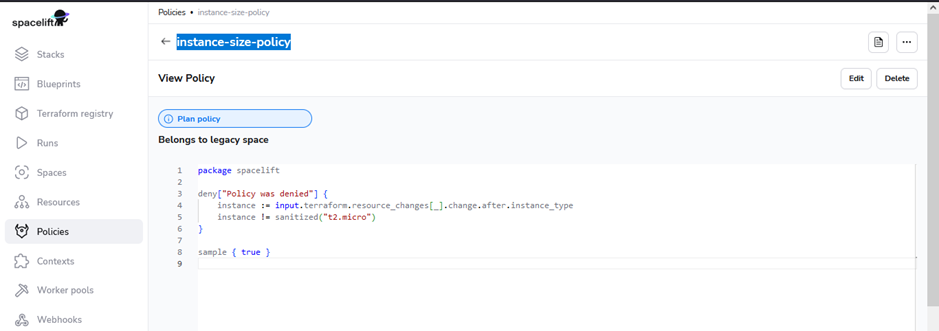 spacelift
Policies • instance-size-policy
← instance-size-policy
View Policy
Edit
Delete
Plan policy
Belongs to legacy space
1 package spacelift
2
3 deny["Policy was denied"] {
4 instance := input.terraform.resource_changes[_].change.after.instance_type
5 instance != sanitized("t2.micro")
6 }
7
8 sample { true }
9
Stacks
Blueprints
Terraform registry
Runs
Spaces
Resources
Policies
Contexts
Worker pools
Webhooks